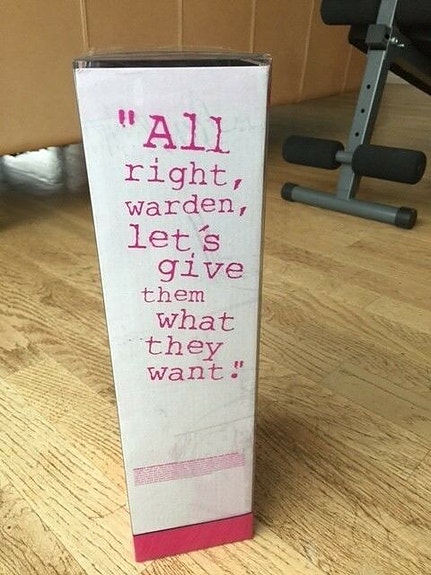 "All
right,
warden,
let´s
give
them
what
they
want."